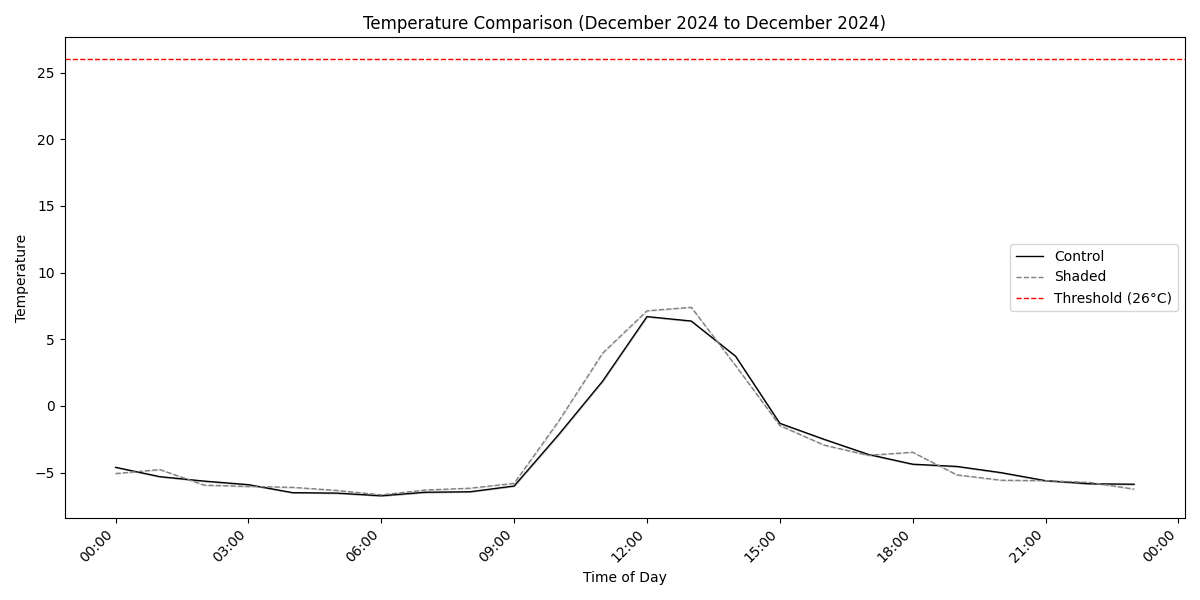 Temperature Comparison (December 2024 to December 2024)
Temperature
25
20
15
10
5
0
−5
Control
Shaded
Threshold (26°C)
00:00
03:00
06:00
09:00
12:00
15:00
18:00
21:00
00:00
Time of Day